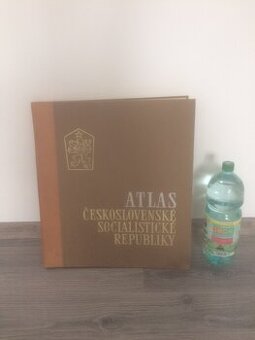 ATLAS
ČESKOSLOVENSKÉ
SOCIALISTICKÉ
REPUBLIKY